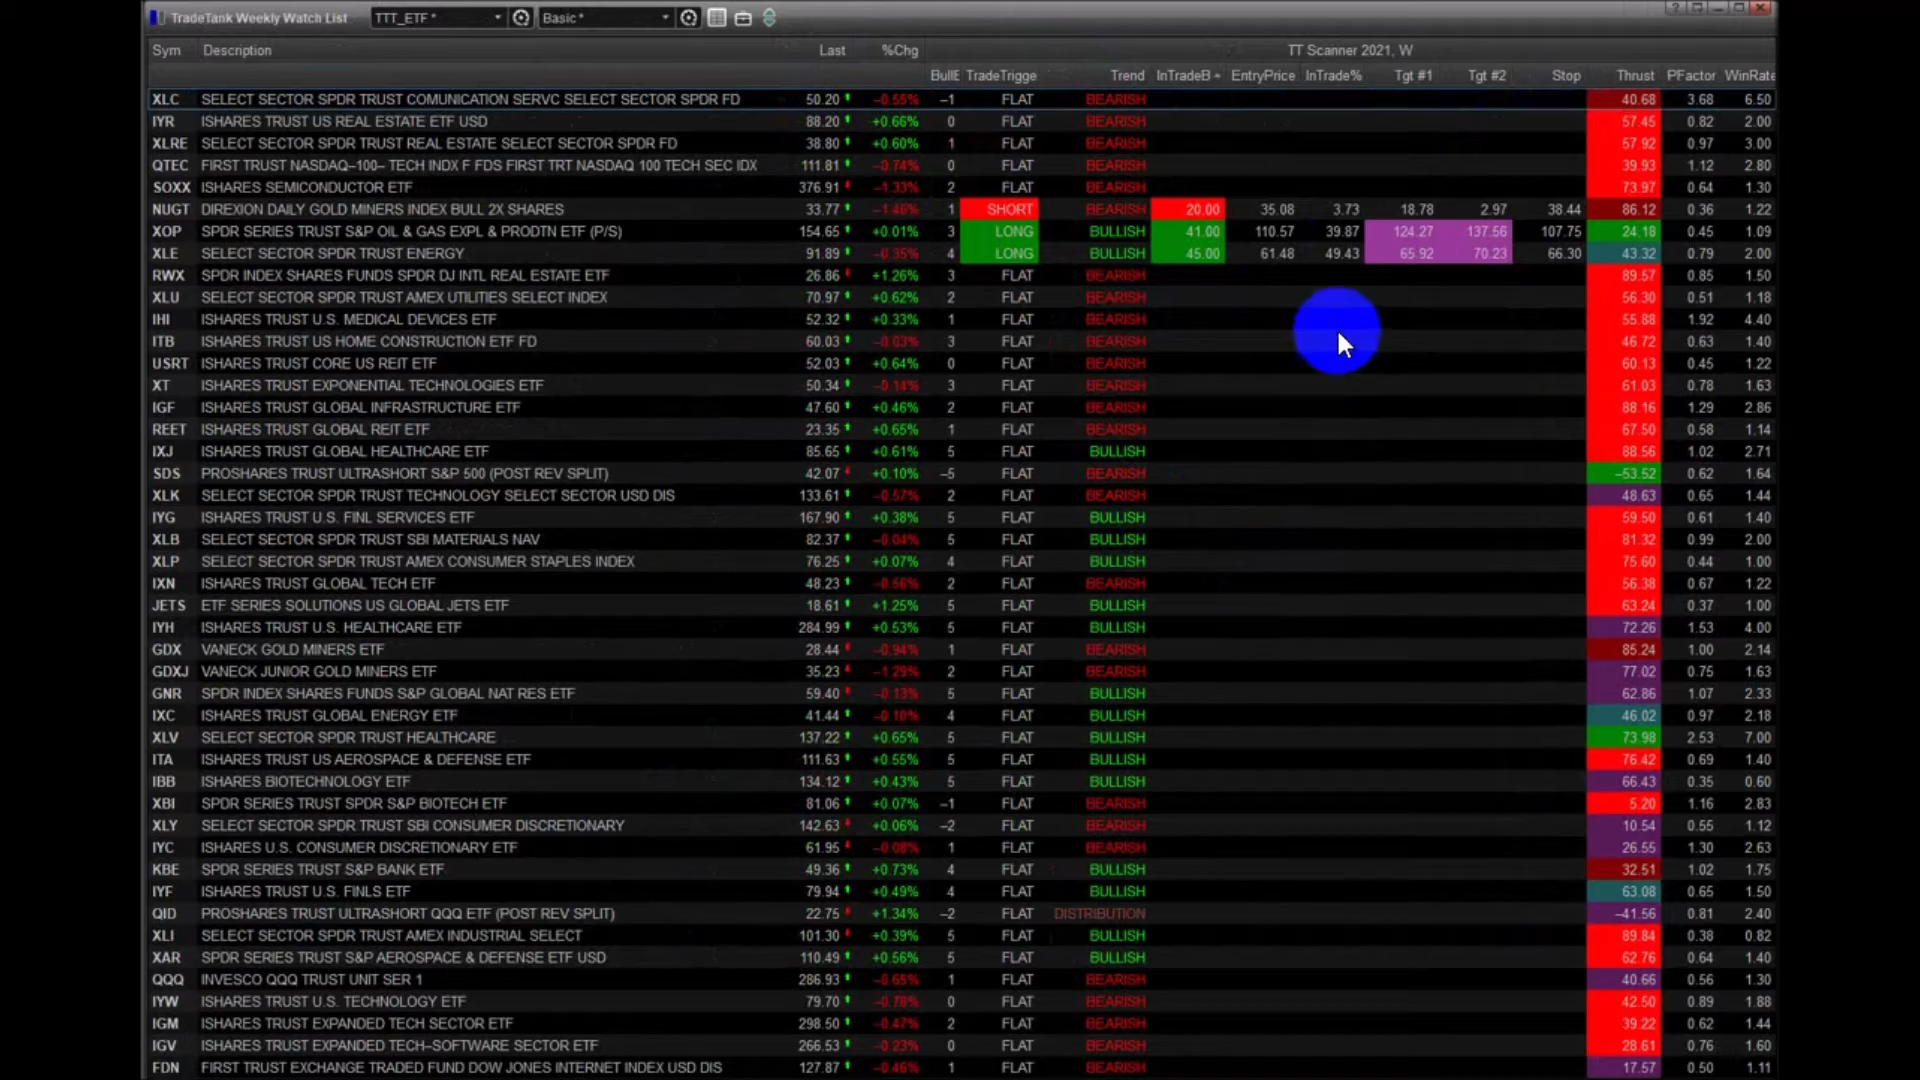 TradeTank Weekly Watch List TTT_ETF* Basic*
Sym Description Last %Chg TT Scanner 2021, W
BullE TradeTrigge Trend InTradeB EntryPrice InTrade% Tgt #1 Tgt #2 Stop Thrust PFactor WinRate
XLC SELECT SECTOR SPDR TRUST COMUNICATION SERVC SELECT SECTOR SPDR FD 50.20 –0.55% –1 FLAT BEARISH 40.68 3.68 6.50
IYR ISHARES TRUST US REAL ESTATE ETF USD 88.20 +0.66% 0 FLAT BEARISH 57.45 0.82 2.00
XLRE SELECT SECTOR SPDR TRUST REAL ESTATE SELECT SECTOR SPDR FD 38.80 +0.60% 1 FLAT BEARISH 57.92 0.97 3.00
QTEC FIRST TRUST NASDAQ–100– TECH INDX F FDS FIRST TRT NASDAQ 100 TECH SEC IDX 111.81 –0.74% 0 FLAT BEARISH 39.93 1.12 2.80
SOXX ISHARES SEMICONDUCTOR ETF 376.91 –1.33% 2 FLAT BEARISH 73.97 0.64 1.30
NUGT DIREXION DAILY GOLD MINERS INDEX BULL 2X SHARES 33.77 –1.46% 1 SHORT BEARISH 20.00 35.08 3.73 18.78 2.97 38.44 86.12 0.36 1.22
XOP SPDR SERIES TRUST S&P OIL & GAS EXPL & PRODTN ETF (P/S) 154.65 +0.01% 3 LONG BULLISH 41.00 110.57 39.87 124.27 137.56 107.75 24.18 0.45 1.09
XLE SELECT SECTOR SPDR TRUST ENERGY 91.89 –0.35% 4 LONG BULLISH 45.00 61.48 49.43 65.92 70.23 66.30 43.32 0.79 2.00
RWX SPDR INDEX SHARES FUNDS SPDR DJ INTL REAL ESTATE ETF 26.86 +1.26% 3 FLAT BEARISH 89.57 0.85 1.50
XLU SELECT SECTOR SPDR TRUST AMEX UTILITIES SELECT INDEX 70.97 +0.62% 2 FLAT BEARISH 56.30 0.51 1.18
IHI ISHARES TRUST U.S. MEDICAL DEVICES ETF 52.32 +0.33% 1 FLAT BEARISH 55.88 1.92 4.40
ITB ISHARES TRUST US HOME CONSTRUCTION ETF FD 60.03 –0.03% 3 FLAT BEARISH 46.72 0.63 1.40
USRT ISHARES TRUST CORE US REIT ETF 52.03 +0.64% 0 FLAT BEARISH 60.13 0.45 1.22
XT ISHARES TRUST EXPONENTIAL TECHNOLOGIES ETF 50.34 –0.14% 3 FLAT BEARISH 61.03 0.78 1.63
IGF ISHARES TRUST GLOBAL INFRASTRUCTURE ETF 47.60 +0.46% 2 FLAT BEARISH 88.16 1.29 2.86
REET ISHARES TRUST GLOBAL REIT ETF 23.35 +0.65% 1 FLAT BEARISH 67.50 0.58 1.14
IXJ ISHARES TRUST GLOBAL HEALTHCARE ETF 85.65 +0.61% 5 FLAT BULLISH 88.56 1.02 2.71
SDS PROSHARES TRUST ULTRASHORT S&P 500 (POST REV SPLIT) 42.07 +0.10% –5 FLAT BEARISH –53.52 0.62 1.64
XLK SELECT SECTOR SPDR TRUST TECHNOLOGY SELECT SECTOR USD DIS 133.61 –0.57% 2 FLAT BEARISH 48.63 0.65 1.44
IYG ISHARES TRUST U.S. FINL SERVICES ETF 167.90 +0.38% 5 FLAT BULLISH 59.50 0.61 1.40
XLB SELECT SECTOR SPDR TRUST SBI MATERIALS NAV 82.37 –0.04% 5 FLAT BULLISH 81.32 0.99 2.00
XLP SELECT SECTOR SPDR TRUST AMEX CONSUMER STAPLES INDEX 76.25 +0.07% 4 FLAT BULLISH 75.60 0.44 1.00
IXN ISHARES TRUST GLOBAL TECH ETF 48.23 –0.56% 2 FLAT BEARISH 56.38 0.67 1.22
JETS ETF SERIES SOLUTIONS US GLOBAL JETS ETF 18.61 +1.25% 5 FLAT BULLISH 63.24 0.37 1.00
IYH ISHARES TRUST U.S. HEALTHCARE ETF 284.99 +0.53% 5 FLAT BULLISH 72.26 1.53 4.00
GDX VANECK GOLD MINERS ETF 28.44 –0.94% 1 FLAT BEARISH 85.24 1.00 2.14
GDXJ VANECK JUNIOR GOLD MINERS ETF 35.23 –1.29% 2 FLAT BEARISH 77.02 0.75 1.63
GNR SPDR INDEX SHARES FUNDS S&P GLOBAL NAT RES ETF 59.40 –0.13% 5 FLAT BULLISH 62.86 1.07 2.33
IXC ISHARES TRUST GLOBAL ENERGY ETF 41.44 –0.10% 4 FLAT BULLISH 46.02 0.97 2.18
XLV SELECT SECTOR SPDR TRUST HEALTHCARE 137.22 +0.65% 5 FLAT BULLISH 73.98 2.53 7.00
ITA ISHARES TRUST US AEROSPACE & DEFENSE ETF 111.63 +0.55% 5 FLAT BULLISH 76.42 0.69 1.40
IBB ISHARES BIOTECHNOLOGY ETF 134.12 +0.43% 5 FLAT BULLISH 66.43 0.35 0.60
XBI SPDR SERIES TRUST SPDR S&P BIOTECH ETF 81.06 +0.07% –1 FLAT BEARISH 5.20 1.16 2.83
XLY SELECT SECTOR SPDR TRUST SBI CONSUMER DISCRETIONARY 142.63 +0.06% –2 FLAT BEARISH 10.54 0.55 1.12
IYC ISHARES U.S. CONSUMER DISCRETIONARY ETF 61.95 –0.08% 1 FLAT BEARISH 26.55 1.30 2.63
KBE SPDR SERIES TRUST S&P BANK ETF 49.36 +0.73% 4 FLAT BULLISH 32.51 1.02 1.75
IYF ISHARES TRUST U.S. FINLS ETF 79.94 +0.49% 4 FLAT BULLISH 63.08 0.65 1.50
QID PROSHARES TRUST ULTRASHORT QQQ ETF (POST REV SPLIT) 22.75 +1.34% –2 FLAT DISTRIBUTION –41.56 0.81 2.40
XLI SELECT SECTOR SPDR TRUST AMEX INDUSTRIAL SELECT 101.30 +0.39% 5 FLAT BULLISH 89.84 0.38 0.82
XAR SPDR SERIES TRUST S&P AEROSPACE & DEFENSE ETF USD 110.49 +0.56% 5 FLAT BULLISH 62.76 0.64 1.40
QQQ INVESCO QQQ TRUST UNIT SER 1 286.93 –0.65% 1 FLAT BEARISH 40.66 0.56 1.30
IYW ISHARES TRUST U.S. TECHNOLOGY ETF 79.70 –0.78% 0 FLAT BEARISH 42.50 0.89 1.88
IGM ISHARES TRUST EXPANDED TECH SECTOR ETF 298.50 –0.47% 2 FLAT BEARISH 39.22 0.62 1.44
IGV ISHARES TRUST EXPANDED TECH–SOFTWARE SECTOR ETF 266.53 –0.23% 0 FLAT BEARISH 28.61 0.76 1.60
FDN FIRST TRUST EXCHANGE TRADED FUND DOW JONES INTERNET INDEX USD DIS 127.87 –0.46% 1 FLAT BEARISH 17.57 0.50 1.11